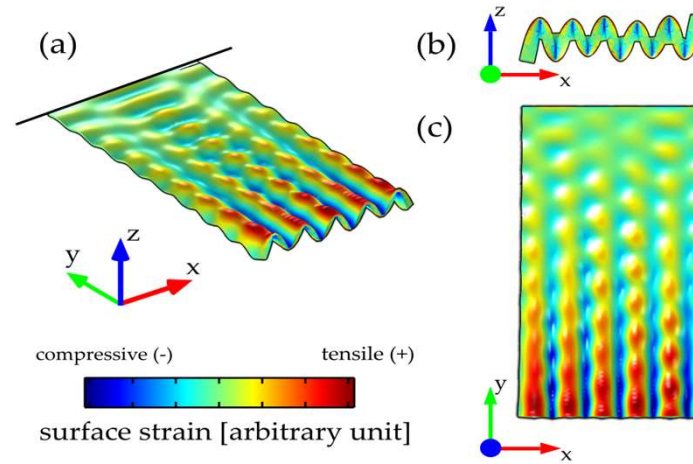 (a)
z
y
x
compressive (-)
tensile (+)
surface strain [arbitrary unit]
(b)
z
x
(c)
y
x